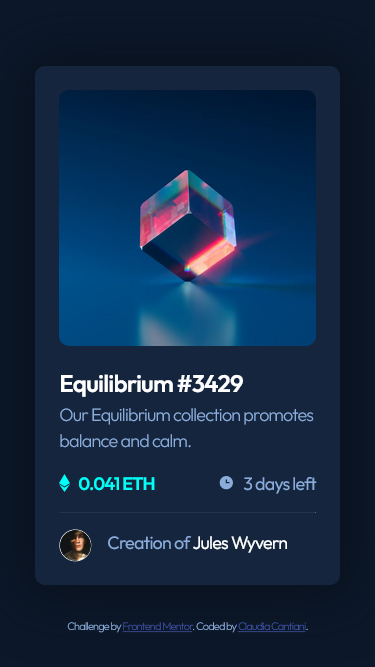 Equilibrium #3429
Our Equilibrium collection promotes
balance and calm.
0.041 ETH
3 days left
Creation of Jules Wyvern
Challenge by Frontend Mentor. Coded by Claudia Cantiani.